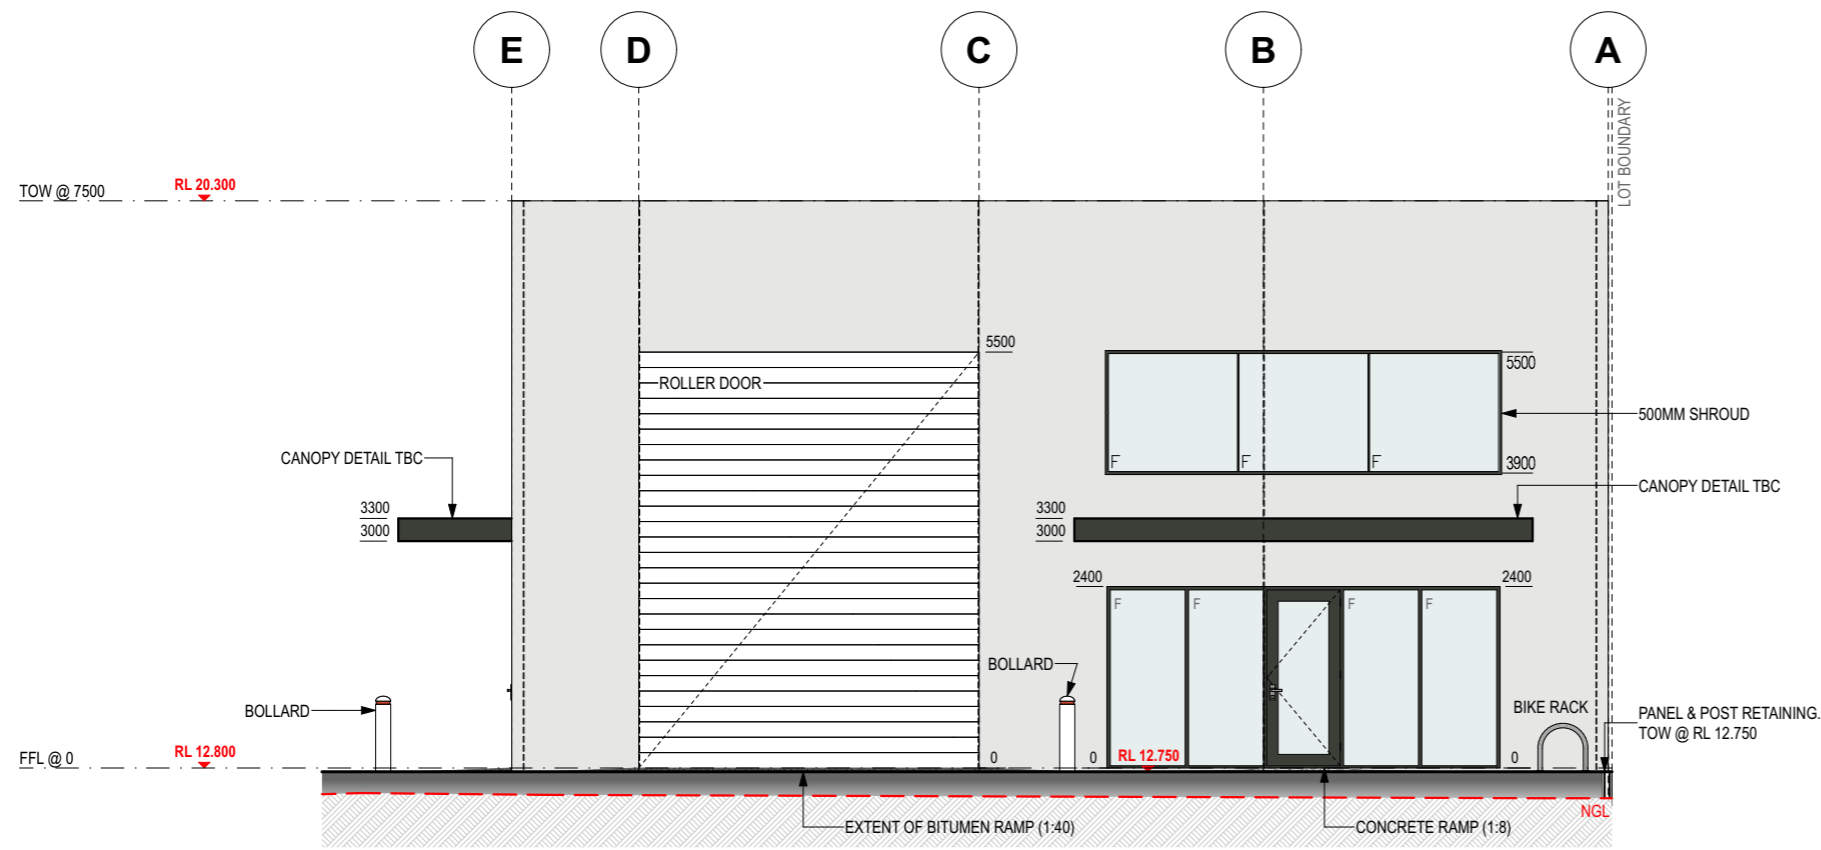 E D C B A
LOT BOUNDARY
TOW @ 7500
RL 20.300
5500
5500
ROLLER DOOR
500MM SHROUD
CANOPY DETAIL TBC
F F F
3900
CANOPY DETAIL TBC
3300
3000
3300
3000
2400
2400
F F F F
BOLLARD
BOLLARD
BIKE RACK
PANEL & POST RETAINING.
TOW @ RL 12.750
FFL @ 0
RL 12.800
0
0
RL 12.750
0
NGL
EXTENT OF BITUMEN RAMP (1:40)
CONCRETE RAMP (1:8)